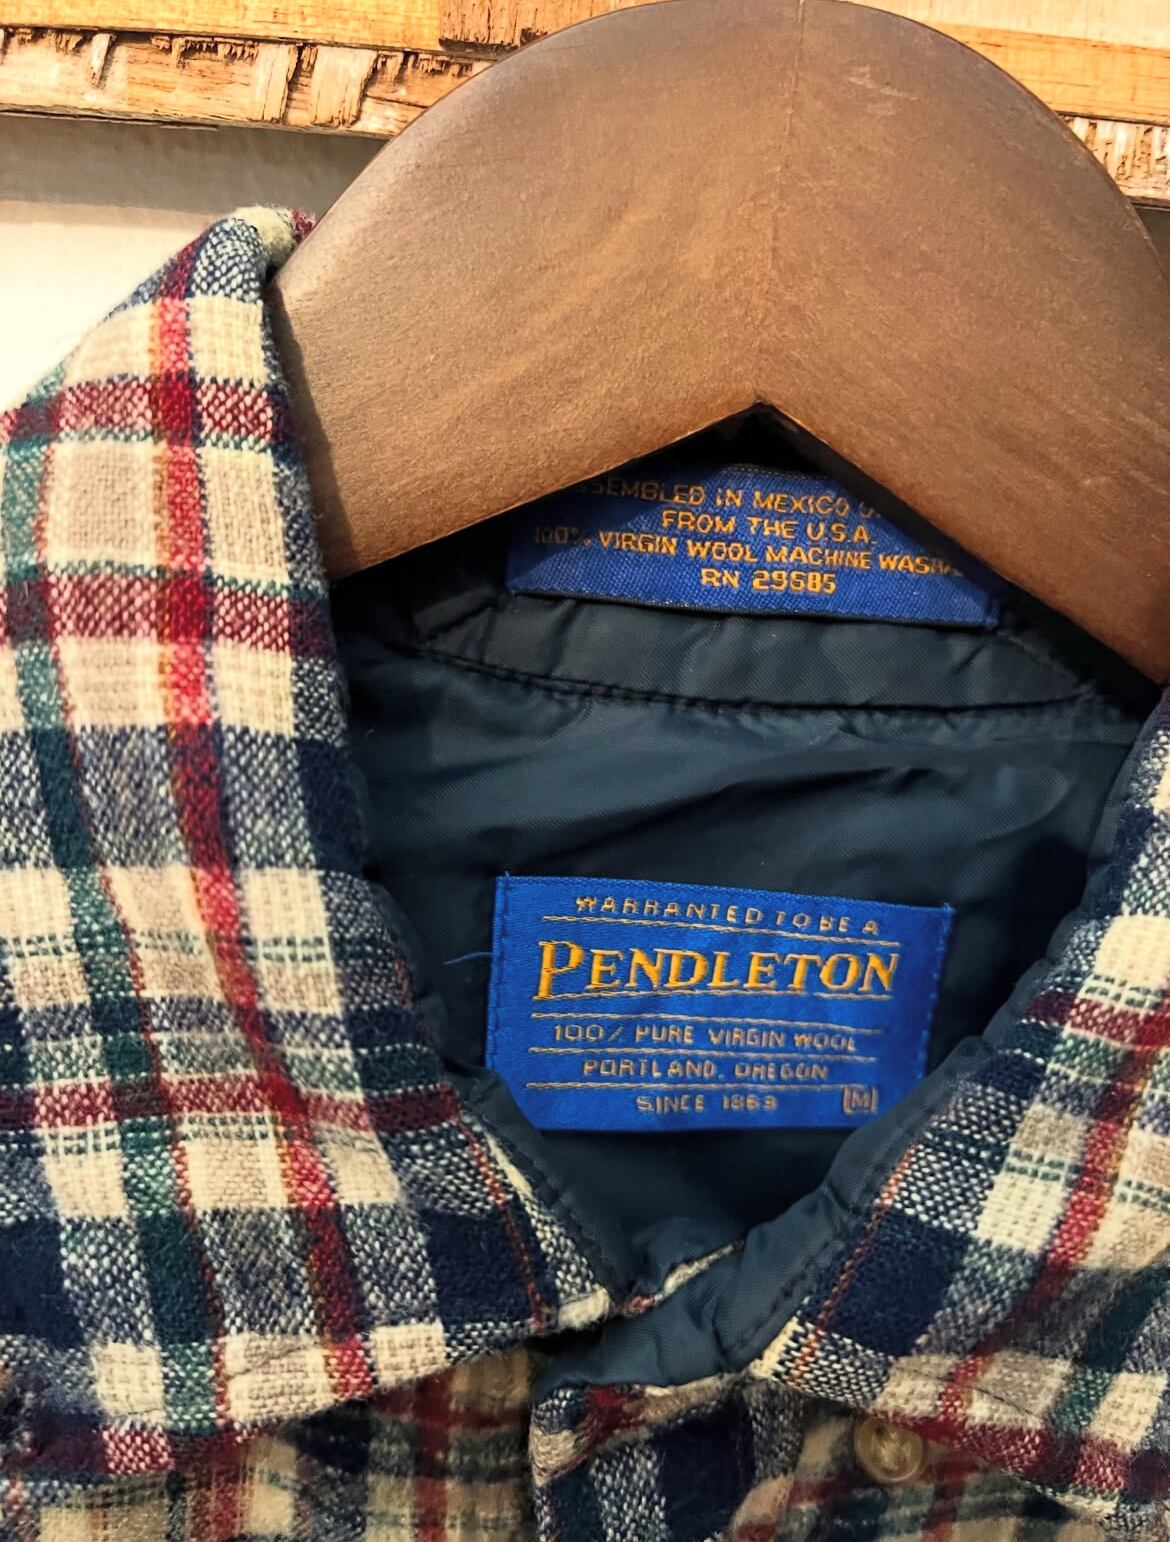 SEMBLED IN MEXICO
FROM THE U.S.A.
100% VIRGIN WOOL MACHINE WASHA
RN 29685
WARRANTED TO BE A
PENDLETON
100% PURE VIRGIN WOOL
PORTLAND, OREGON
SINCE 1863
M